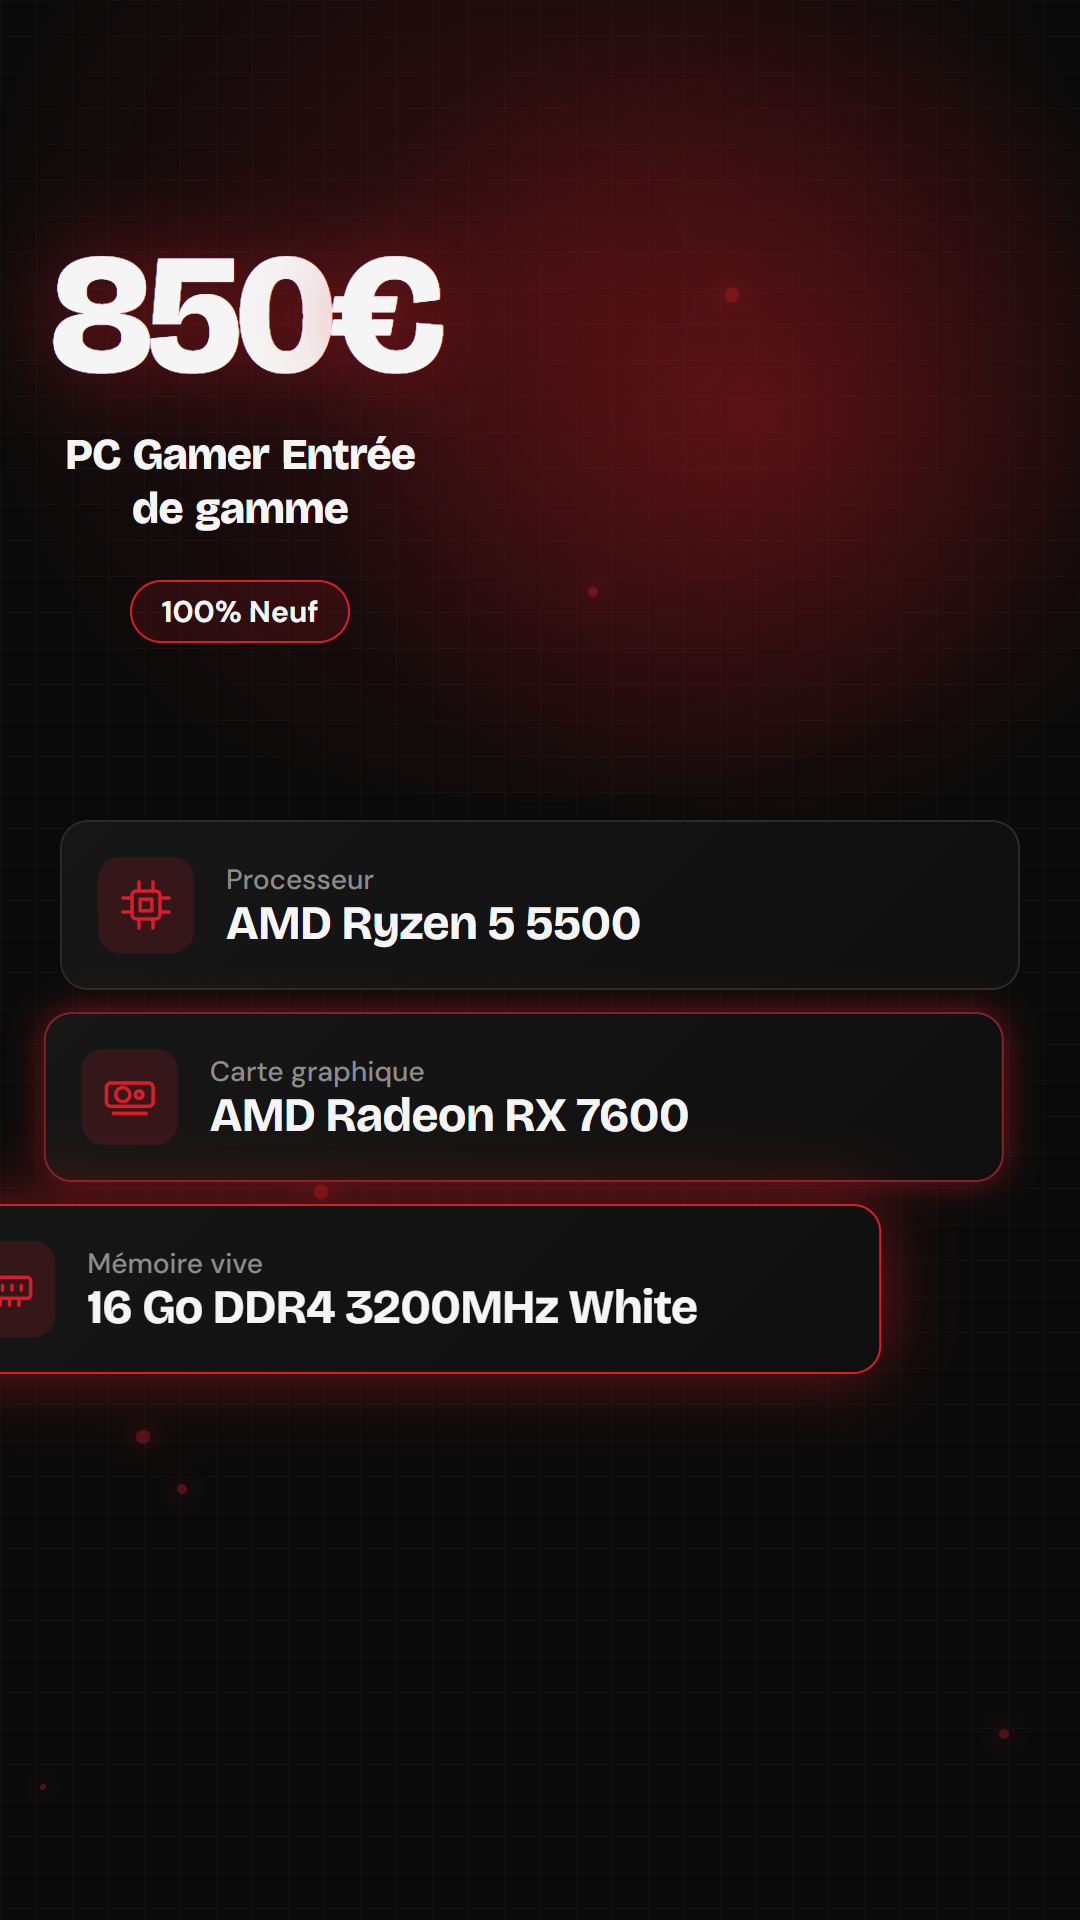 850€
PC Gamer Entrée
de gamme
100% Neuf
Processeur
AMD Ryzen 5 5500
Carte graphique
AMD Radeon RX 7600
Mémoire vive
16 Go DDR4 3200MHz White